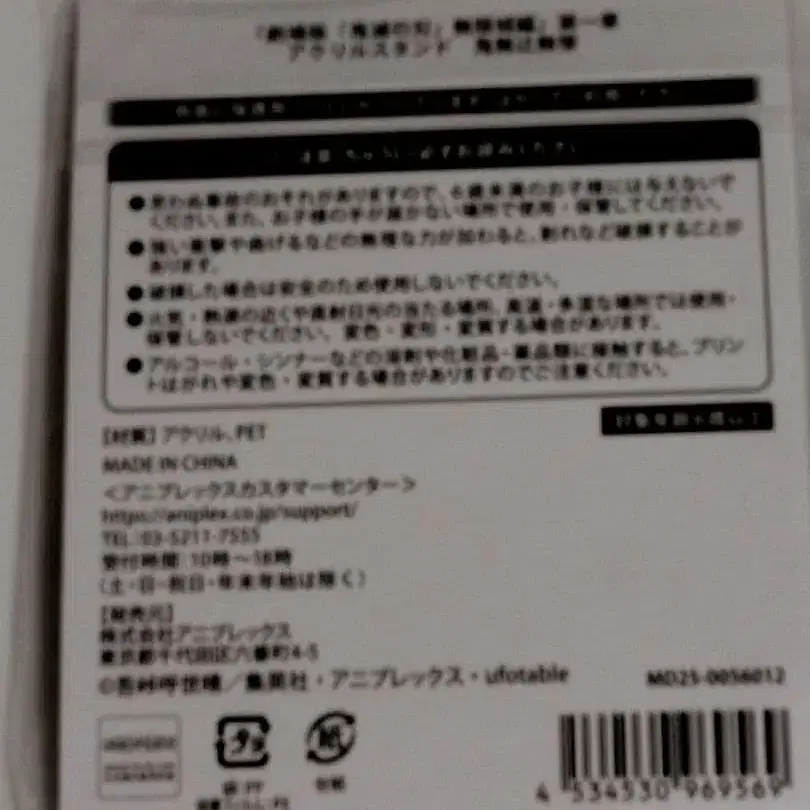 『劇場版「鬼滅の刃」無限城編』第一章
アクリルスタンド 鬼舞辻無惨
必ずお読みください
●思わぬ事故のおそれがありますので、6歳未満のお子様には与えないで
ください。また、お子様の手が届かない場所で使用・保管してください。
●強い衝撃や曲げるなどの無理な力が加わると、割れなど破損することが
あります。
●破損した場合は安全のため使用しないでください。
●火気・熱源の近くや直射日光の当たる場所、高温・多湿な場所では使用・
保管しないでください。変色・変形・変質する場合があります。
●アルコール・シンナーなどの溶剤や化粧品・薬品類に接触すると、プリン
トはがれや変色・変質する場合がありますのでご注意ください。
【材質】アクリル、PET
MADE IN CHINA
＜アニプレックスカスタマーセンター＞
https://aniplex.co.jp/support/
TEL:03-5211-7555
受付時間:10時～18時
(土・日・祝日・年末年始は除く)
【発売元】
株式会社アニプレックス
東京都千代田区六番町4-5
©吾峠呼世晴／集英社・アニプレックス・ufotable
MD25-0056012
プラ
紙
4 534530 969569